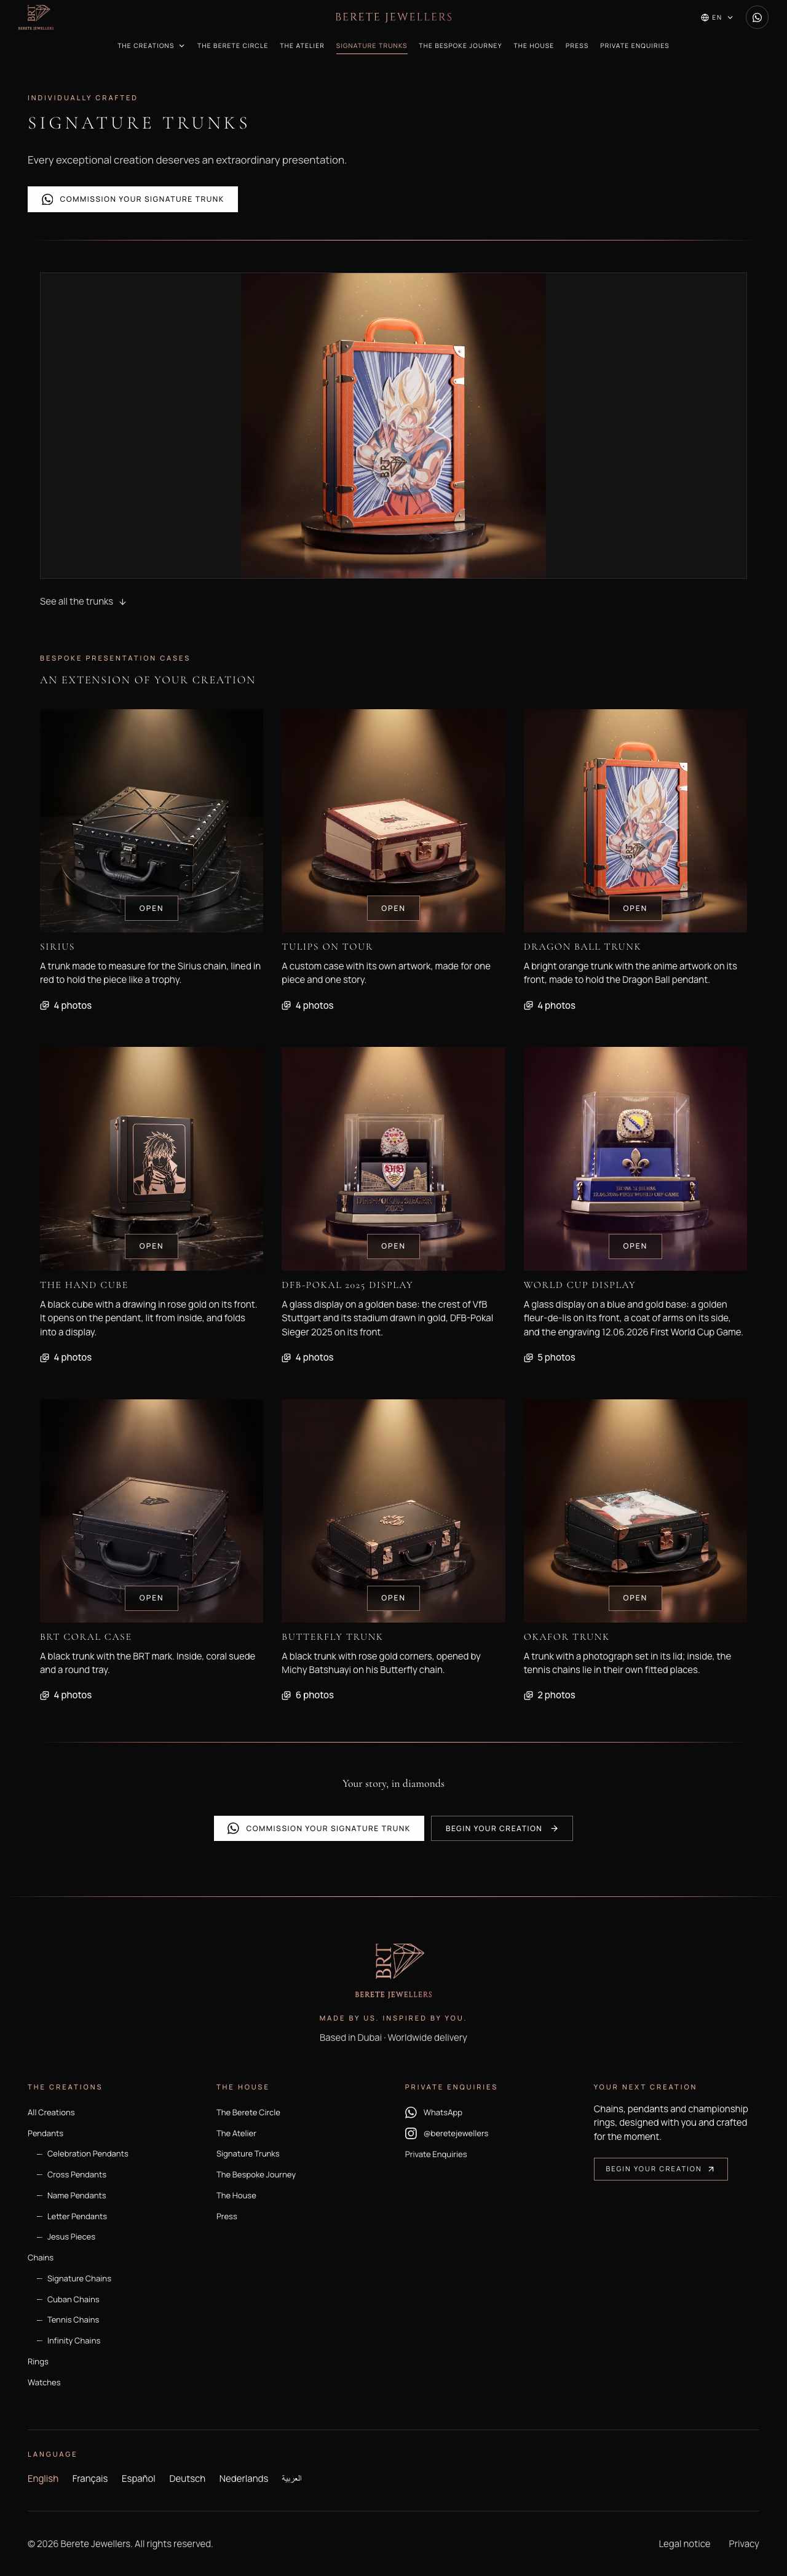 BRT
BERETE JEWELLERS
BERETE JEWELLERS
EN
THE CREATIONS
THE BERETE CIRCLE
THE ATELIER
SIGNATURE TRUNKS
THE BESPOKE JOURNEY
THE HOUSE
PRESS
PRIVATE ENQUIRIES
INDIVIDUALLY CRAFTED
SIGNATURE TRUNKS
Every exceptional creation deserves an extraordinary presentation.
COMMISSION YOUR SIGNATURE TRUNK
BRT
See all the trunks
BESPOKE PRESENTATION CASES
AN EXTENSION OF YOUR CREATION
OPEN
OPEN
BRT
OPEN
SIRIUS
A trunk made to measure for the Sirius chain, lined in
red to hold the piece like a trophy.
4 photos
TULIPS ON TOUR
A custom case with its own artwork, made for one
piece and one story.
4 photos
DRAGON BALL TRUNK
A bright orange trunk with the anime artwork on its
front, made to hold the Dragon Ball pendant.
4 photos
OPEN
2025
OPEN
12.06.2026 FIRST WORLD CUP GAME
OPEN
THE HAND CUBE
A black cube with a drawing in rose gold on its front.
It opens on the pendant, lit from inside, and folds
into a display.
4 photos
DFB-POKAL 2025 DISPLAY
A glass display on a golden base: the crest of VfB
Stuttgart and its stadium drawn in gold, DFB-Pokal
Sieger 2025 on its front.
4 photos
WORLD CUP DISPLAY
A glass display on a blue and gold base: a golden
fleur-de-lis on its front, a coat of arms on its side,
and the engraving 12.06.2026 First World Cup Game.
5 photos
OPEN
OPEN
OPEN
BRT CORAL CASE
A black trunk with the BRT mark. Inside, coral suede
and a round tray.
4 photos
BUTTERFLY TRUNK
A black trunk with rose gold corners, opened by
Michy Batshuayi on his Butterfly chain.
6 photos
OKAFOR TRUNK
A trunk with a photograph set in its lid; inside, the
tennis chains lie in their own fitted places.
2 photos
Your story, in diamonds
COMMISSION YOUR SIGNATURE TRUNK
BEGIN YOUR CREATION
BRT
BERETE JEWELLERS
MADE BY US. INSPIRED BY YOU.
Based in Dubai · Worldwide delivery
THE CREATIONS
All Creations
Pendants
— Celebration Pendants
— Cross Pendants
— Name Pendants
— Letter Pendants
— Jesus Pieces
Chains
— Signature Chains
— Cuban Chains
— Tennis Chains
— Infinity Chains
Rings
Watches
THE HOUSE
The Berete Circle
The Atelier
Signature Trunks
The Bespoke Journey
The House
Press
PRIVATE ENQUIRIES
WhatsApp
@beretejewellers
Private Enquiries
YOUR NEXT CREATION
Chains, pendants and championship
rings, designed with you and crafted
for the moment.
BEGIN YOUR CREATION
LANGUAGE
English
Français
Español
Deutsch
Nederlands
العربية
© 2026 Berete Jewellers. All rights reserved.
Legal notice
Privacy